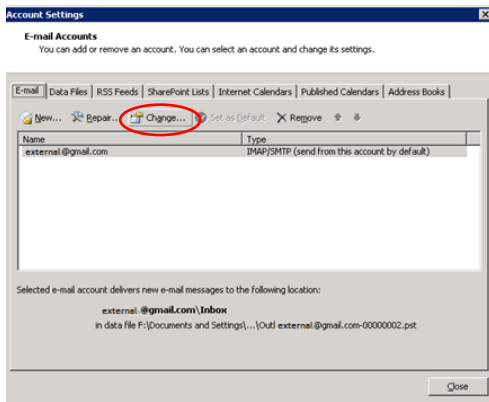 Account Settings
E-mail Accounts
You can add or remove an account. You can select an account and change its settings.
E-mail Data Files RSS Feeds SharePoint Lists Internet Calendars Published Calendars Address Books
New... Repair... Change... Set as Default Remove
Name Type
external@gmail.com IMAP/SMTP (send from this account by default)
Selected e-mail account delivers new e-mail messages to the following location:
external.@gmail.com\Inbox
in data file F:\Documents and Settings\...\Outl external@gmail.com-00000002.pst
Close